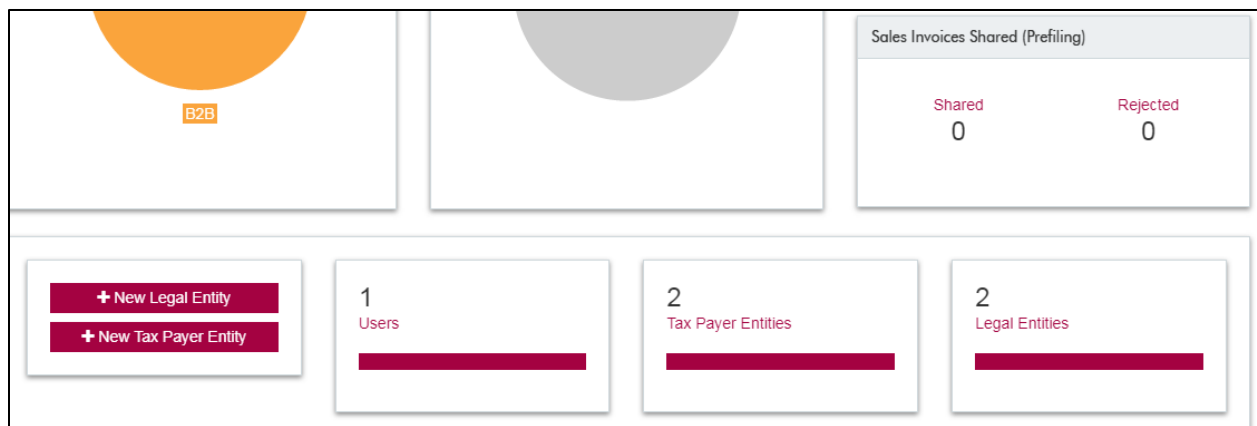 Sales Invoices Shared (Prefiling)
B2B
Shared Rejected
0 0
+ New Legal Entity
+ New Tax Payer Entity
1
Users
2
Tax Payer Entities
2
Legal Entities